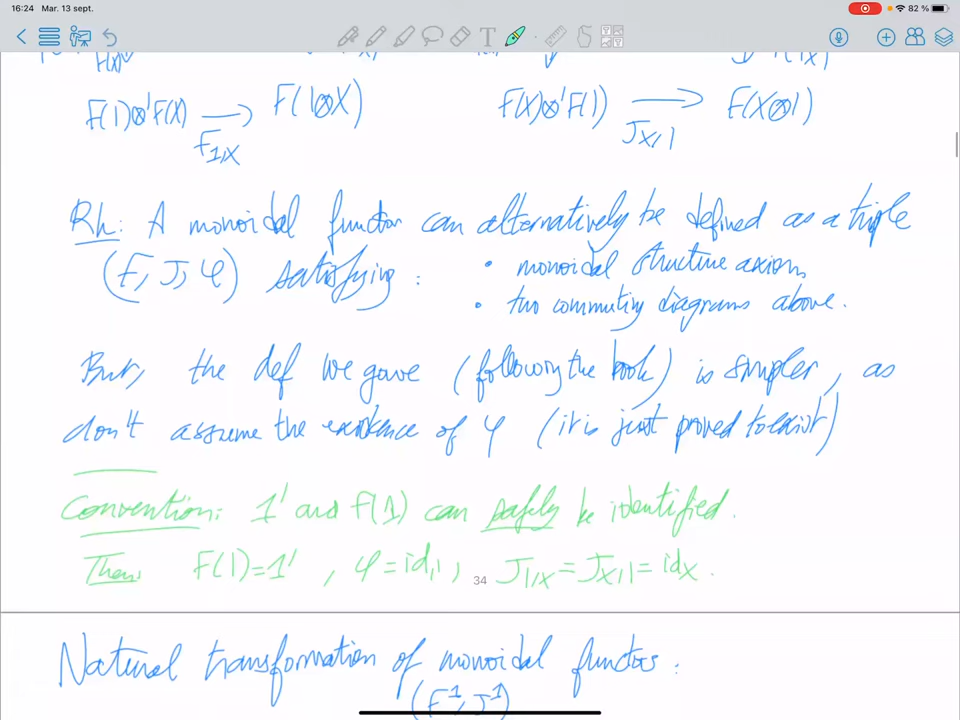 16:24 Mar. 13 sept. 82 %
F(1)⊗'F(X) → F(1⊗X) F(X)⊗'F(1) → F(X⊗1)
F1,X JX,1
Rk: A monoidal functor can alternatively be defined as a triple
(F, J, φ) satisfying: • monoidal structure axiom,
• two commuting diagrams above.
But, the def we gave (following the book) is simpler, as
don't assume the existence of φ (it is just proved to exist)
Convention: 1' and F(1) can safely be identified.
Then: F(1)=1', φ=id1', J1,X=JX,1=idX.
34
Natural transformation of monoidal functors:
(F¹, J¹)